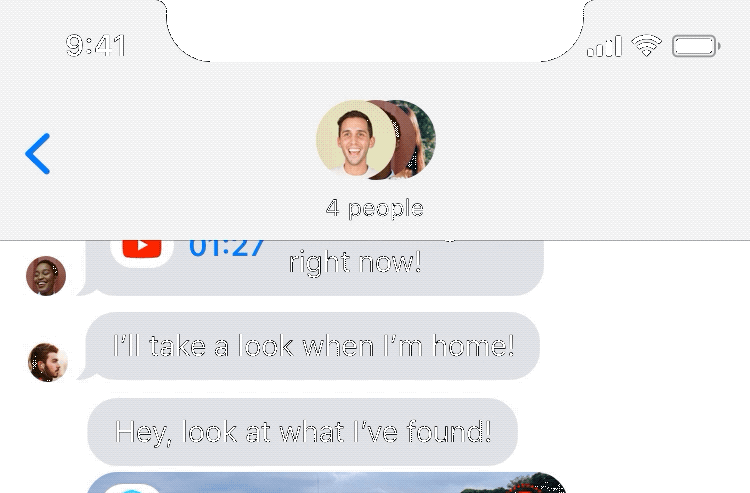 9:41
4 people
01:27
right now!
I'll take a look when I'm home!
Hey, look at what I've found!